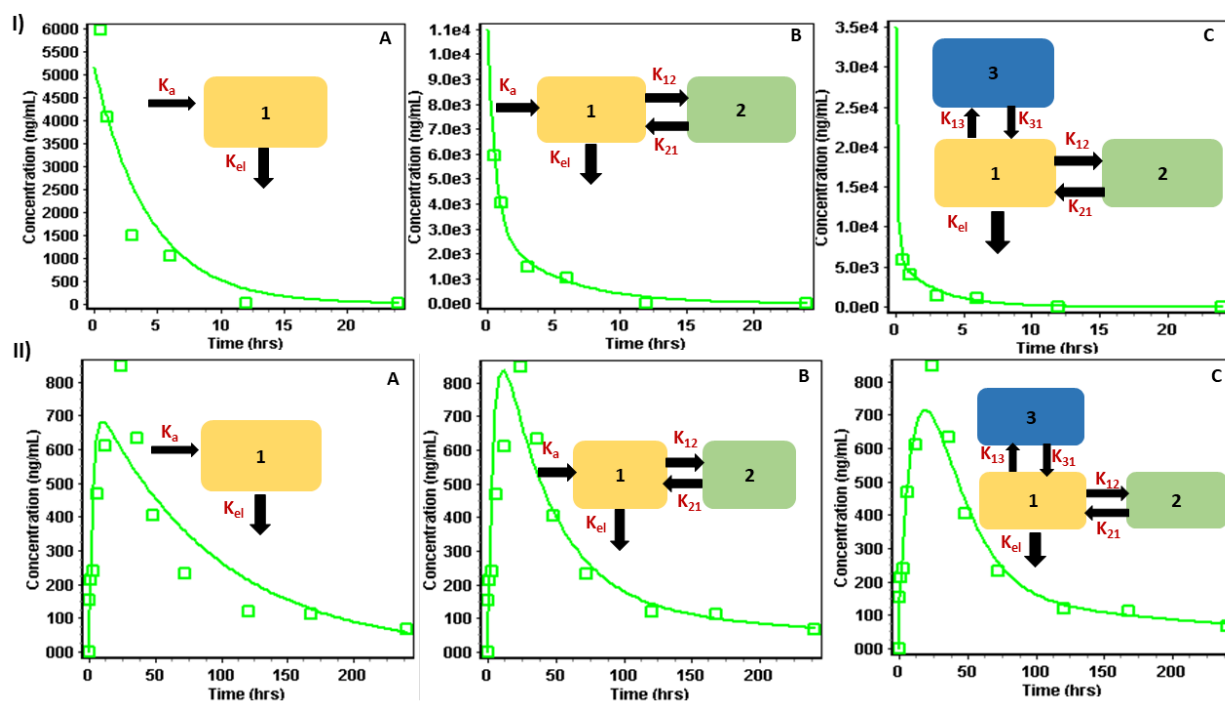 I)
A
Concentration (ng/mL)
6000
5500
5000
4500
4000
3500
3000
2500
2000
1500
1000
500
0
0 5 10 15 20
Time (hrs)
Ka
1
Kel
B
Concentration (ng/mL)
1.1e4
9.0e3
8.0e3
7.0e3
6.0e3
5.0e3
4.0e3
3.0e3
2.0e3
1.0e3
0.0e0
0 5 10 15 20
Time (hrs)
Ka
1
K12
2
K21
Kel
C
Concentration (ng/mL)
3.5e4
3.0e4
2.5e4
2.0e4
1.5e4
1.0e4
5.0e3
0.0e0
0 5 10 15 20
Time (hrs)
3
K13
K31
1
K12
2
K21
Kel
II)
A
Concentration (ng/mL)
800
700
600
500
400
300
200
100
000
0 50 100 150 200
Time (hrs)
Ka
1
Kel
B
Concentration (ng/mL)
800
700
600
500
400
300
200
100
000
0 50 100 150 200
Time (hrs)
Ka
1
K12
2
K21
Kel
C
Concentration (ng/mL)
800
700
600
500
400
300
200
100
000
0 50 100 150 200
Time (hrs)
3
K13
K31
1
K12
2
K21
Kel